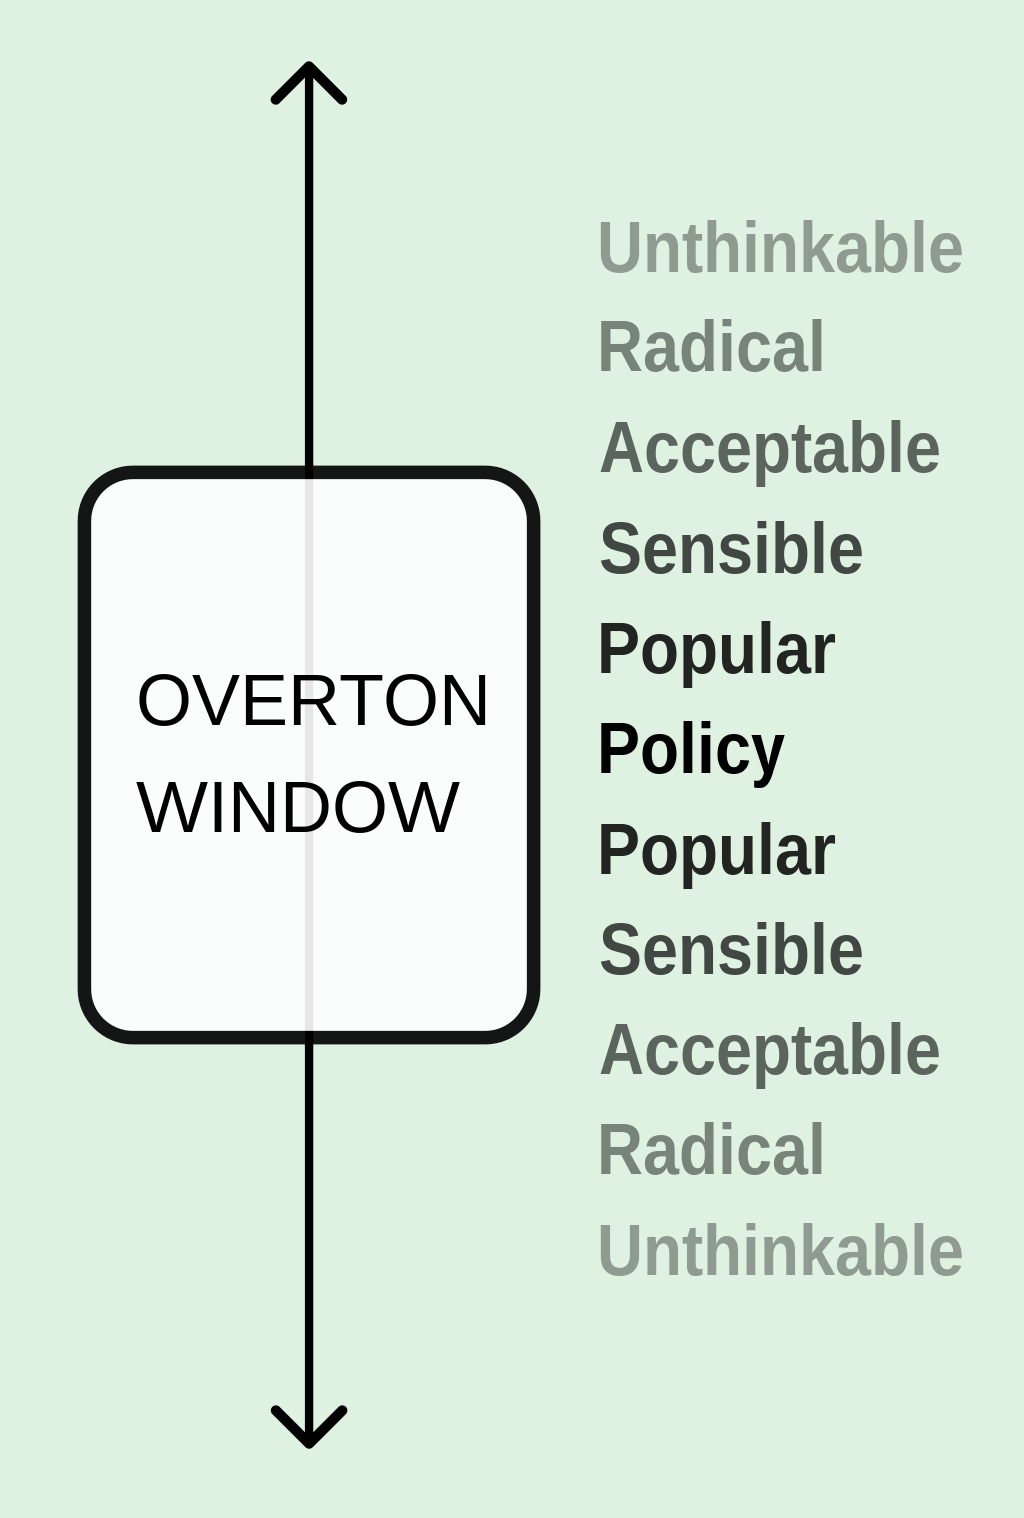 Unthinkable
Radical
Acceptable
Sensible
Popular
OVERTON
WINDOW
Policy
Popular
Sensible
Acceptable
Radical
Unthinkable